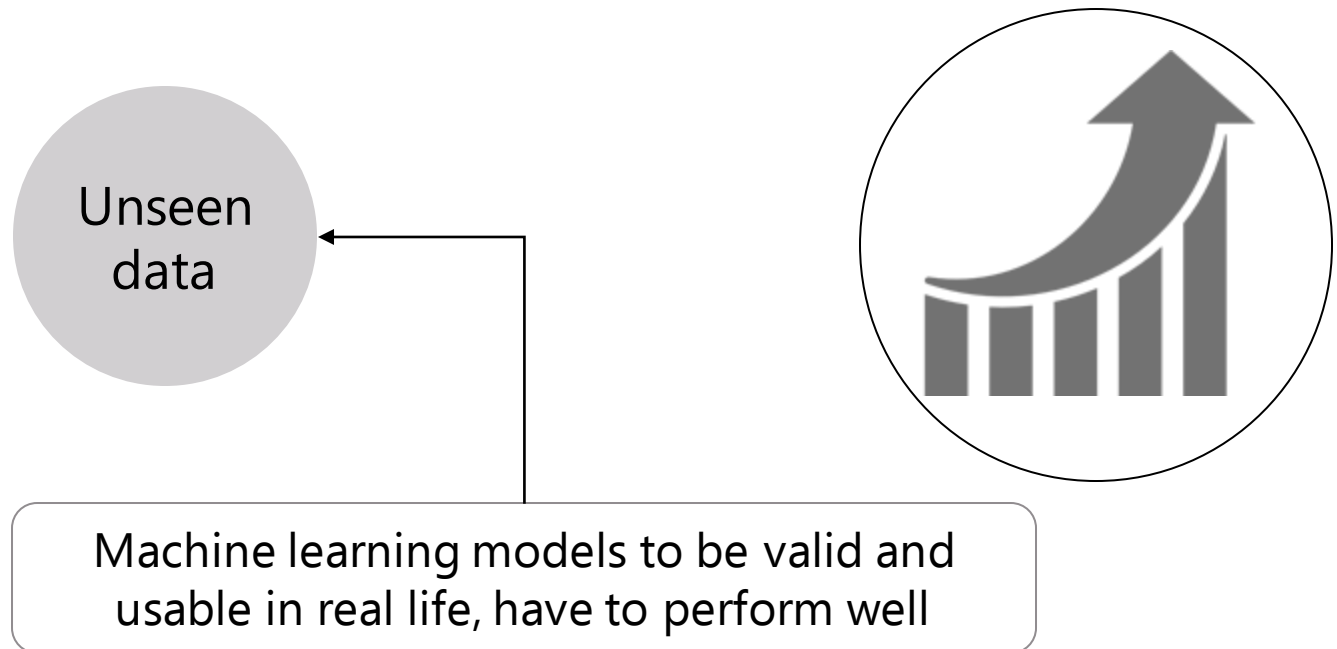 Unseen
data
Machine learning models to be valid and
usable in real life, have to perform well